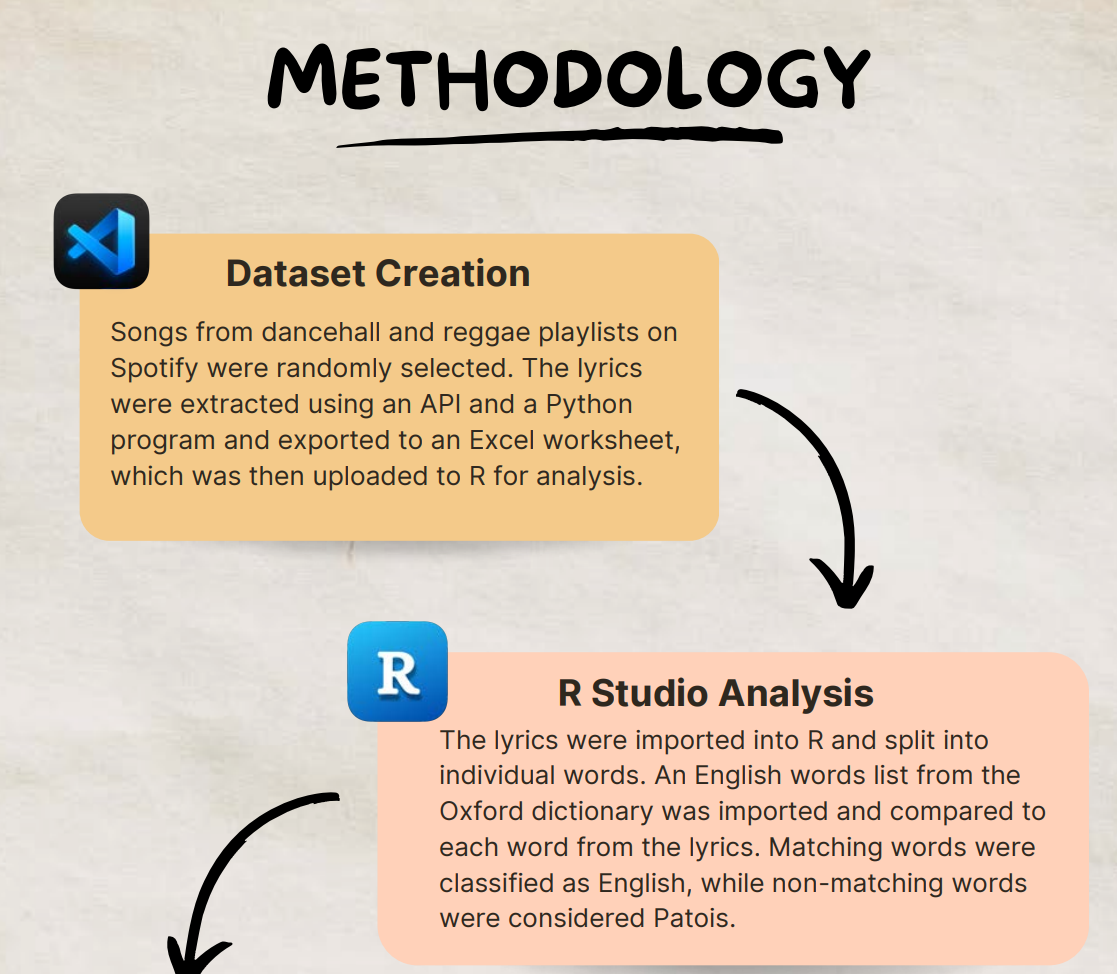 METHODOLOGY
Dataset Creation
Songs from dancehall and reggae playlists on
Spotify were randomly selected. The lyrics
were extracted using an API and a Python
program and exported to an Excel worksheet,
which was then uploaded to R for analysis.
R
R Studio Analysis
The lyrics were imported into R and split into
individual words. An English words list from the
Oxford dictionary was imported and compared to
each word from the lyrics. Matching words were
classified as English, while non-matching words
were considered Patois.